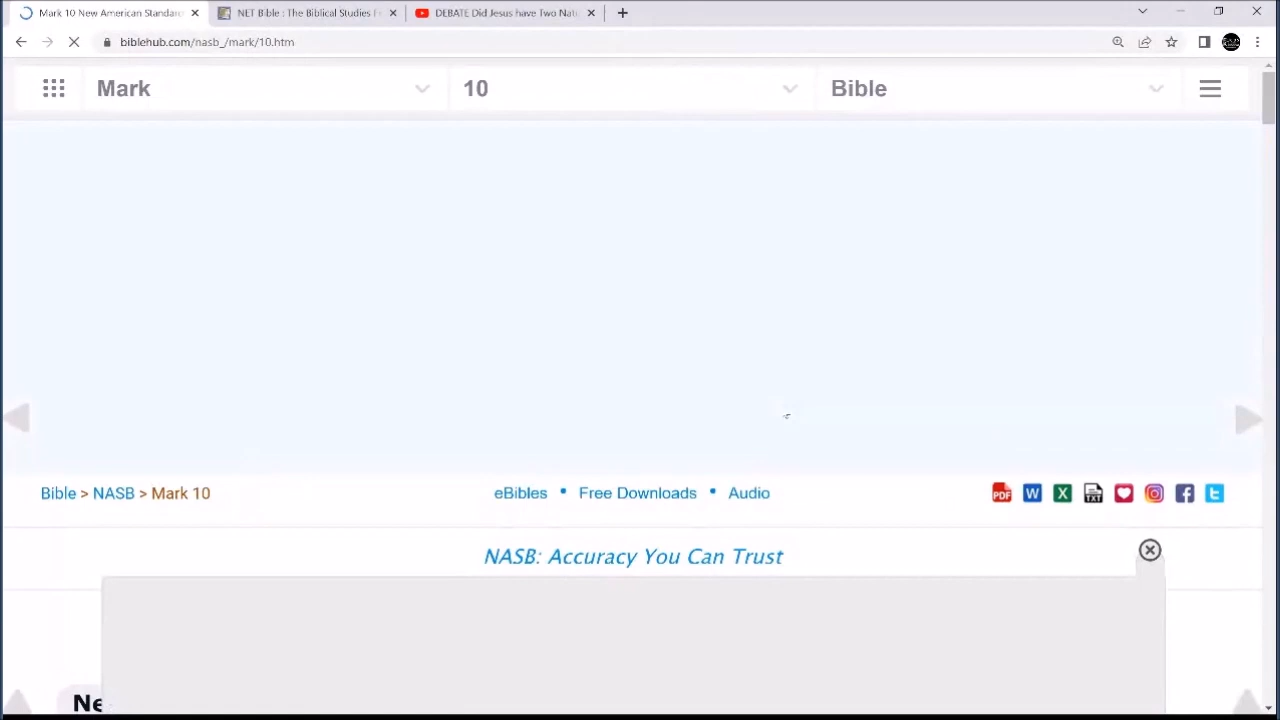 Mark 10 New American Standard
NET Bible : The Biblical Studies F
DEBATE Did Jesus have Two Natu
biblehub.com/nasb_/mark/10.htm
Mark
10
Bible
Bible > NASB > Mark 10
eBibles • Free Downloads • Audio
PDF
W
X
TXT
NASB: Accuracy You Can Trust
Ne